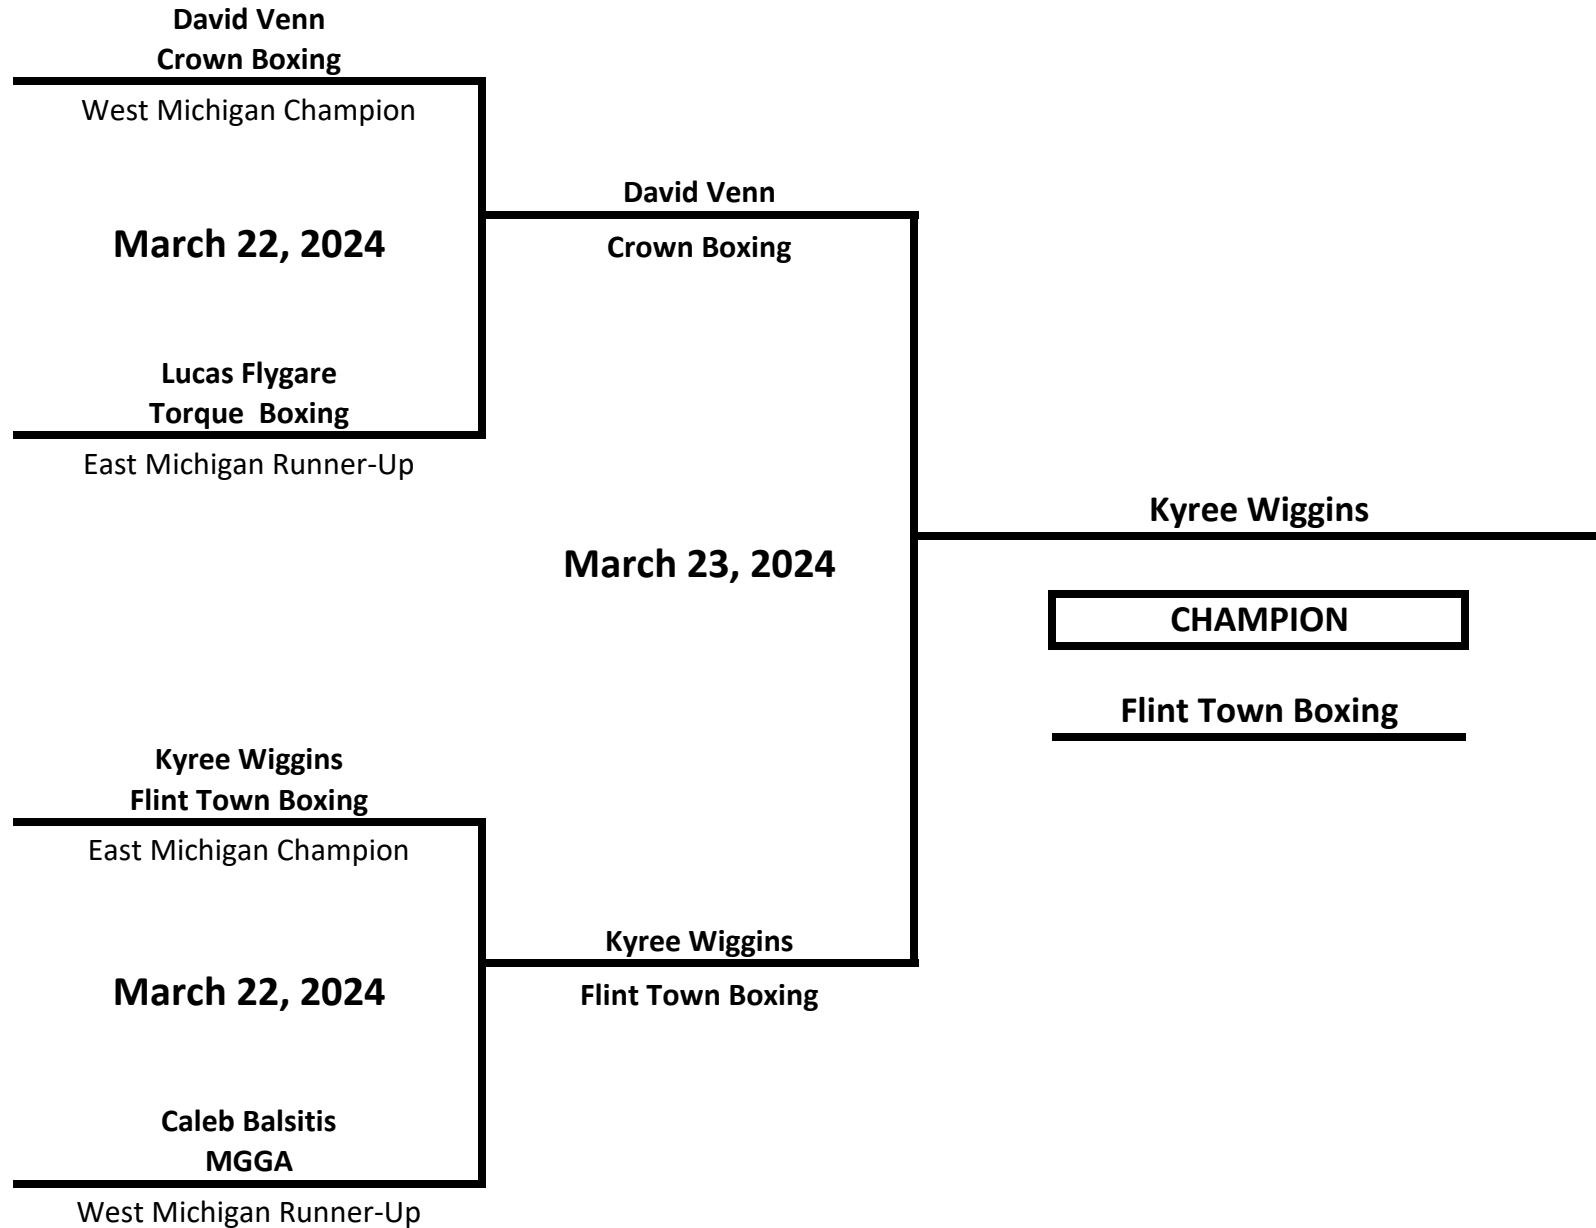 David Venn
Crown Boxing
West Michigan Champion
March 22, 2024
Lucas Flygare
Torque  Boxing
East Michigan Runner-Up
Kyree Wiggins
Flint Town Boxing
East Michigan Champion
March 22, 2024
Caleb Balsitis
MGGA
West Michigan Runner-Up
David Venn
Crown Boxing
March 23, 2024
Kyree Wiggins
Flint Town Boxing
Kyree Wiggins
CHAMPION
Flint Town Boxing